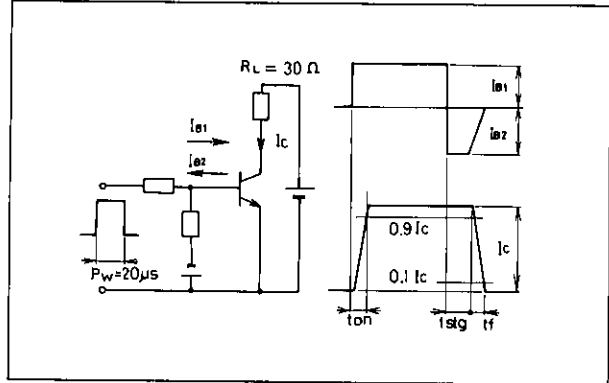 RL = 30 Ω
IB1
IB2
Ic
Pw=20μs
IB1
IB2
0.9 Ic
0.1 Ic
Ic
ton
tstg
tf